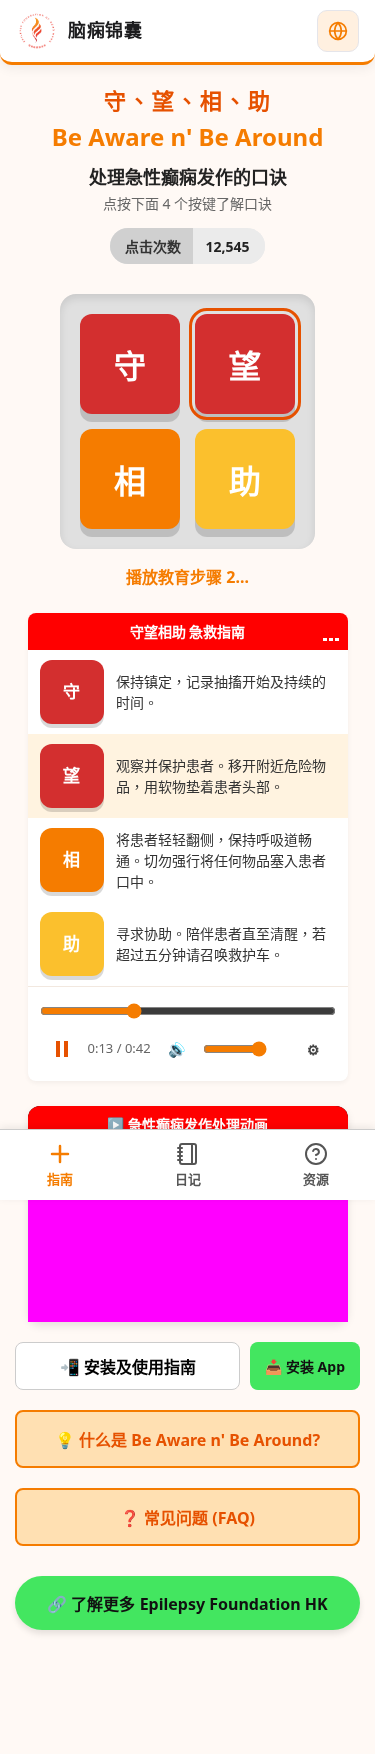 脑痫锦囊
守、望、相、助
Be Aware n' Be Around
处理急性癫痫发作的口诀
点按下面 4 个按键了解口诀
点击次数 12,545
守 望
相 助
播放教育步骤 2...
守望相助 急救指南 ...
守
保持镇定，记录抽搐开始及持续的
时间。
望
观察并保护患者。移开附近危险物
品，用软物垫着患者头部。
相
将患者轻轻翻侧，保持呼吸道畅
通。切勿强行将任何物品塞入患者
口中。
助
寻求协助。陪伴患者直至清醒，若
超过五分钟请召唤救护车。
0:13 / 0:42
急性癫痫发作处理动画
指南 日记 资源
安装及使用指南 安装 App
什么是 Be Aware n' Be Around?
常见问题 (FAQ)
了解更多 Epilepsy Foundation HK